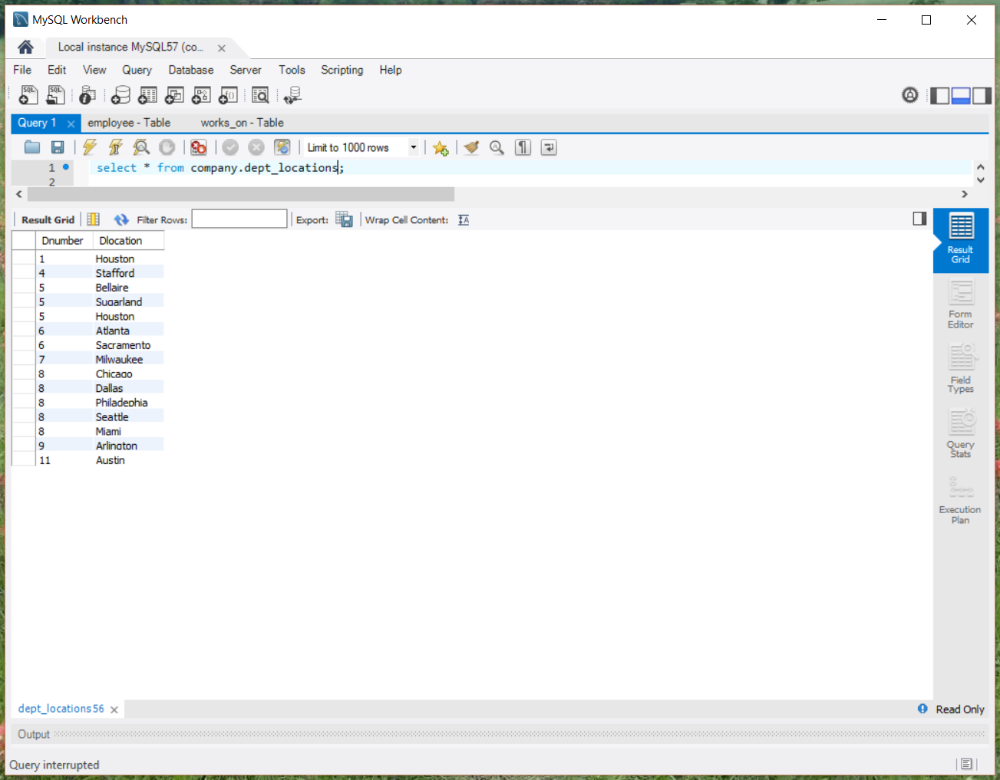 MySQL Workbench
Local instance MySQL57 (co...
File Edit View Query Database Server Tools Scripting Help
Query 1 employee - Table works_on - Table
Limit to 1000 rows
1 select * from company.dept_locations;
2
Result Grid Filter Rows: Export: Wrap Cell Content:
Dnumber Dlocation
1 Houston
4 Stafford
5 Bellaire
5 Sugarland
5 Houston
6 Atlanta
6 Sacramento
7 Milwaukee
8 Chicago
8 Dallas
8 Philadephia
8 Seattle
8 Miami
9 Arlington
11 Austin
Result
Grid
Form
Editor
Field
Types
Query
Stats
Execution
Plan
dept_locations 56
Read Only
Output
Query interrupted